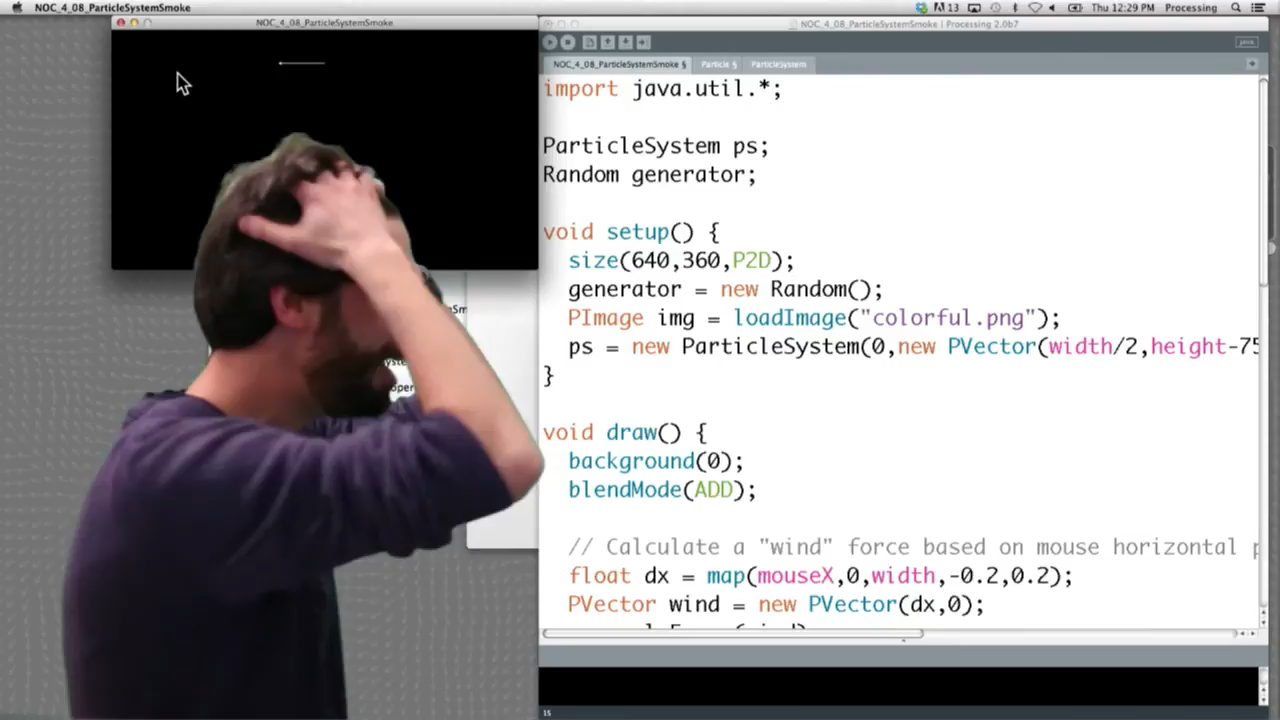 NOC_4_08_ParticleSystemSmoke
13
Thu 12:29 PM Processing
NOC_4_08_ParticleSystemSmoke
NOC_4_08_ParticleSystemSmoke | Processing 2.0b7
java
NOC_4_08_ParticleSystemSmoke § Particle § ParticleSystem
import java.util.*;
ParticleSystem ps;
Random generator;
void setup() {
size(640,360,P2D);
generator = new Random();
PImage img = loadImage("colorful.png");
ps = new ParticleSystem(0,new PVector(width/2,height-75
}
void draw() {
background(0);
blendMode(ADD);
// Calculate a "wind" force based on mouse horizontal p
float dx = map(mouseX,0,width,-0.2,0.2);
PVector wind = new PVector(dx,0);
15